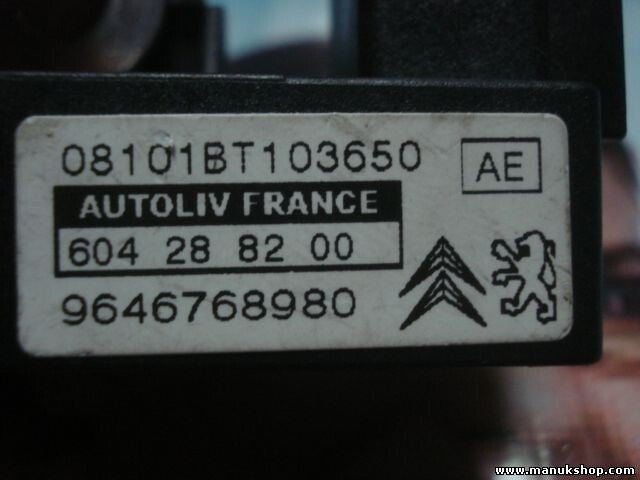 08101BT103650
AE
AUTOLIV FRANCE
604 28 82 00
9646768980
www.manukshop.com